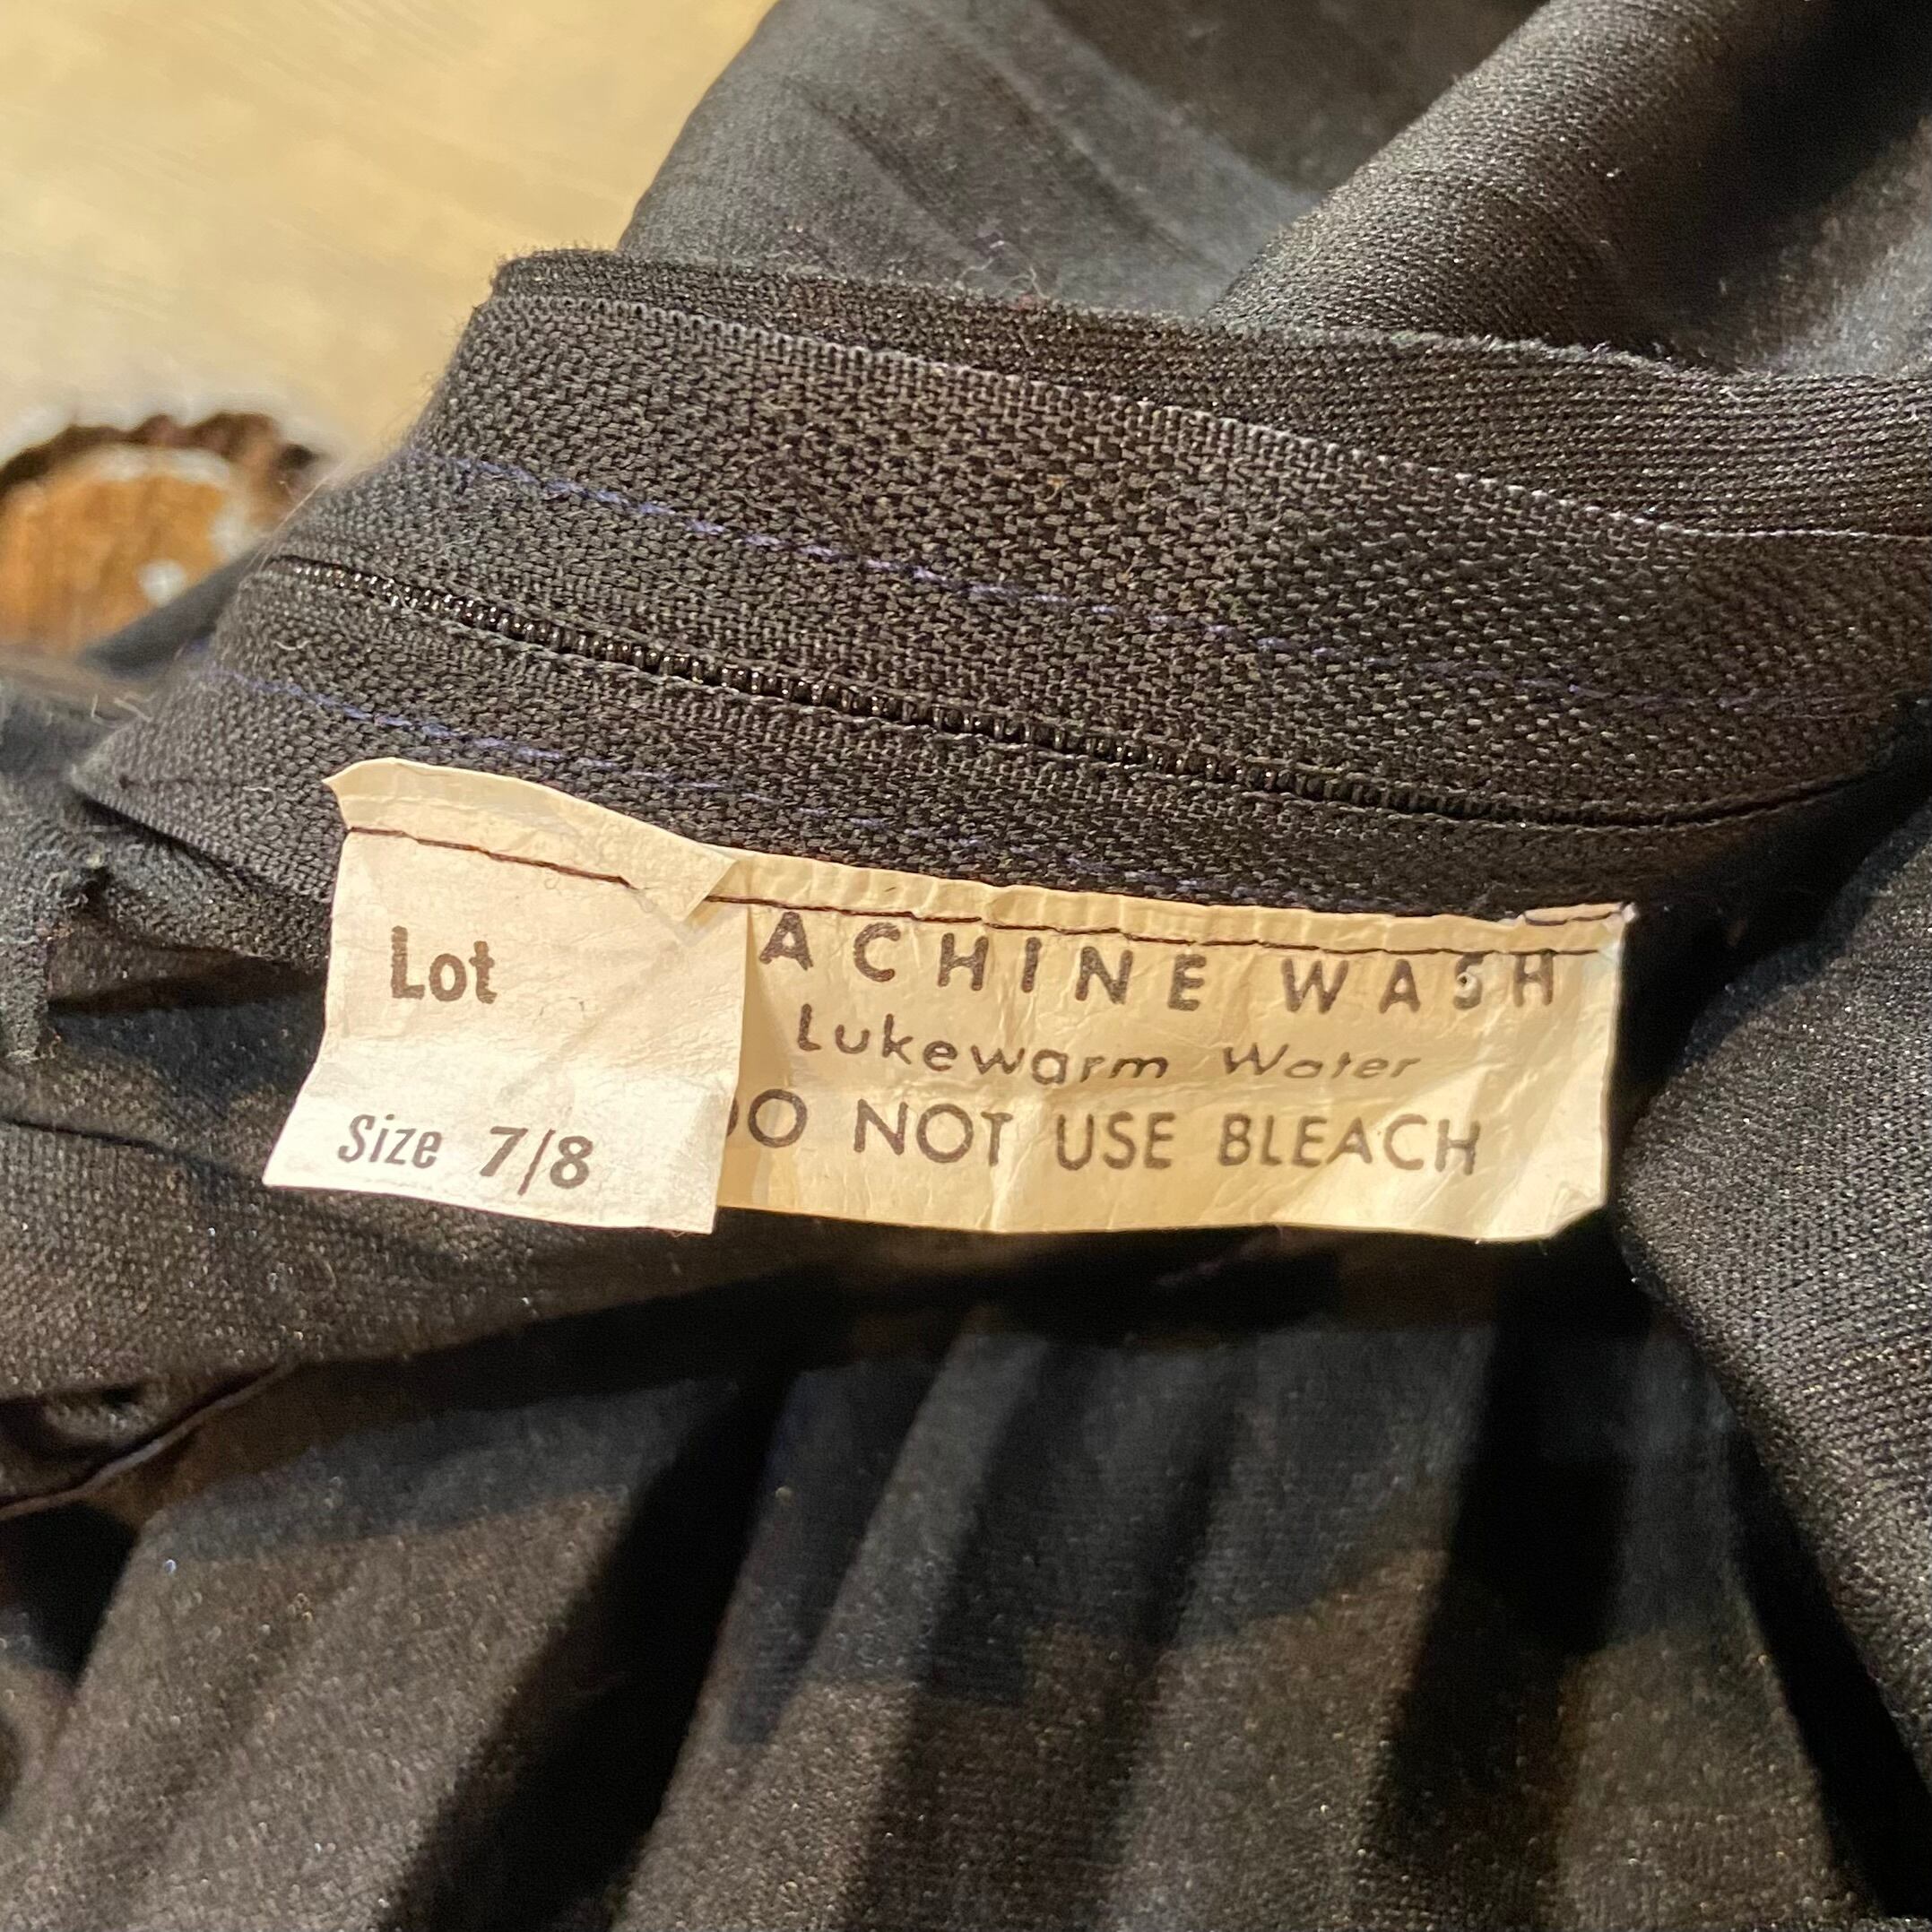 Lot
Size 7/8
ACHINE WASH
Lukewarm Water
DO NOT USE BLEACH